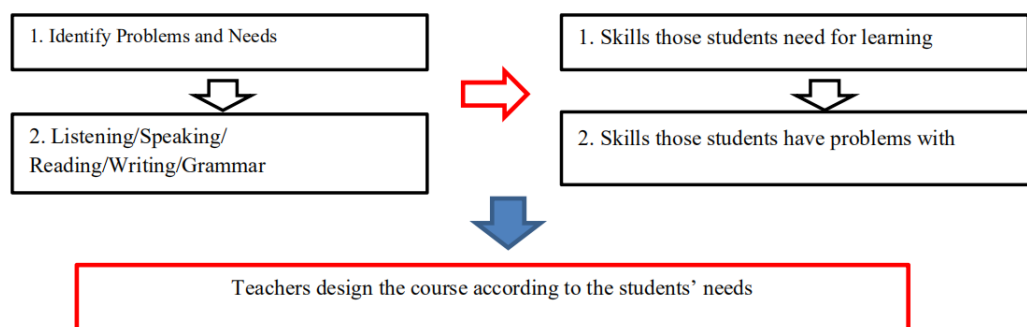 1. Identify Problems and Needs
2. Listening/Speaking/
Reading/Writing/Grammar
1. Skills those students need for learning
2. Skills those students have problems with
Teachers design the course according to the students’ needs